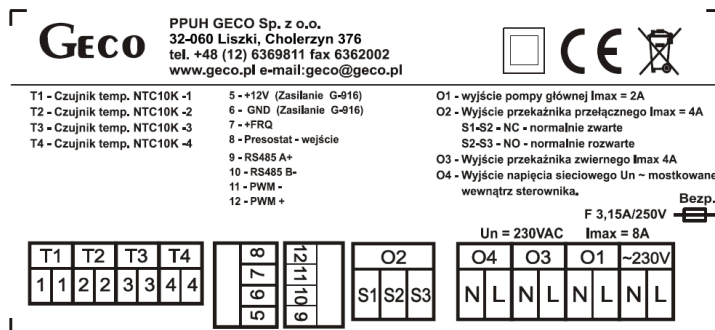 GECO
PPUH GECO Sp. z o.o.
32-060 Liszki, Cholerzyn 376
tel. +48 (12) 6369811 fax 6362002
www.geco.pl e-mail:geco@geco.pl
CE
T1 - Czujnik temp. NTC10K -1
T2 - Czujnik temp. NTC10K -2
T3 - Czujnik temp. NTC10K -3
T4 - Czujnik temp. NTC10K -4
5 - +12V (Zasilanie G-916)
6 - GND (Zasilanie G-916)
7 - +FRQ
8 - Presostat - wejście
9 - RS485 A+
10 - RS485 B-
11 - PWM -
12 - PWM +
O1 - wyjście pompy głównej Imax = 2A
O2 - Wyjście przekaźnika przełącznego Imax = 4A
S1-S2 - NC - normalnie zwarte
S2-S3 - NO - normalnie rozwarte
O3 - Wyjście przekaźnika zwiernego Imax 4A
O4 - Wyjście napięcia sieciowego Un ~ mostkowane
wewnątrz sterownika.
Bezp.
F 3,15A/250V
Un = 230VAC Imax = 8A
T1 T2 T3 T4
1 1 2 2 3 3 4 4
8 7 6 5
12 11 10 9
O2
S1 S2 S3
O4 O3 O1 ~230V
N L N L N L N L